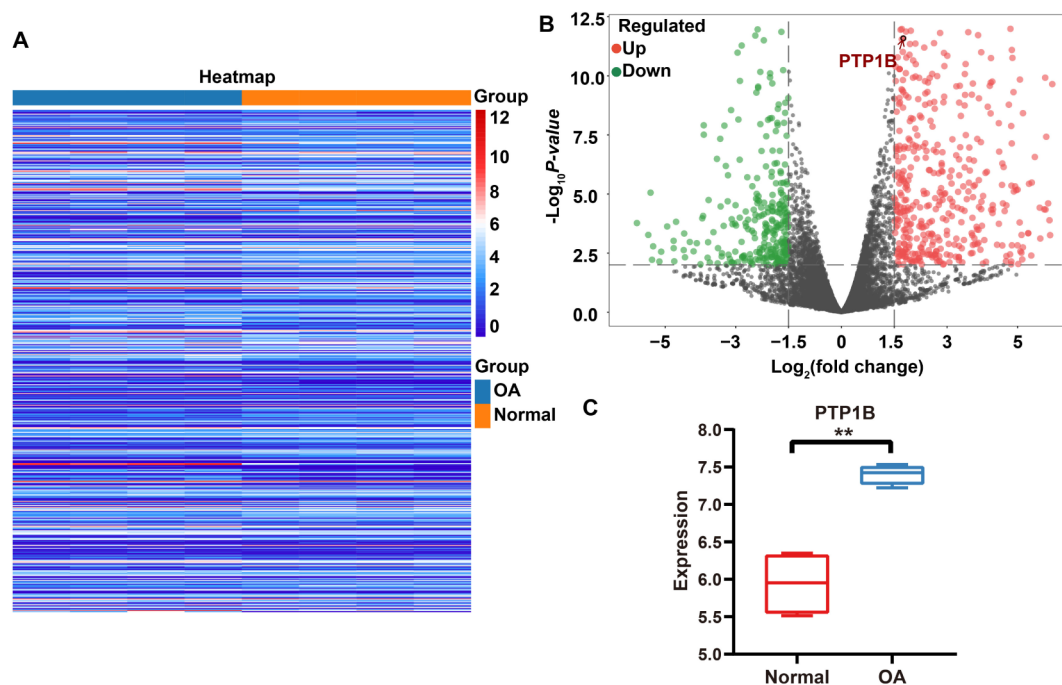 A
Heatmap
Group
12
10
8
6
4
2
0
Group
OA
Normal
B
Regulated
Up
Down
PTP1B
-Log10P-value
12.5
10.0
7.5
5.0
2.5
0.0
−5 −3 −1.5 0 1.5 3 5
Log2(fold change)
C
PTP1B
**
Expression
8.0
7.5
7.0
6.5
6.0
5.5
5.0
Normal OA